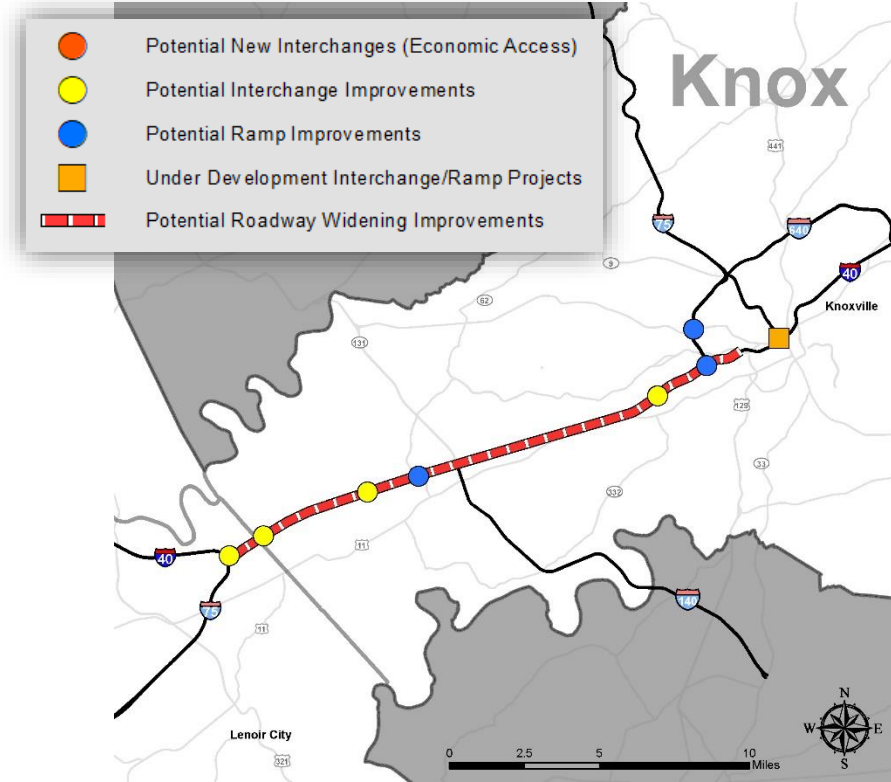 Potential New Interchanges (Economic Access)
Potential Interchange Improvements
Potential Ramp Improvements
Under Development Interchange/Ramp Projects
Potential Roadway Widening Improvements
Knox
441
75
640
9
40
62
Knoxville
131
129
33
332
11
40
75
140
11
Lenoir City
321
N
W E
S
0 2.5 5 10
Miles